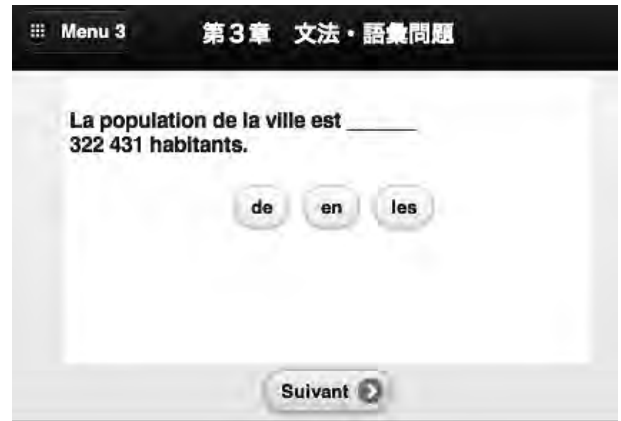 Menu 3
第3章 文法・語彙問題
La population de la ville est ______
322 431 habitants.
de
en
les
Suivant